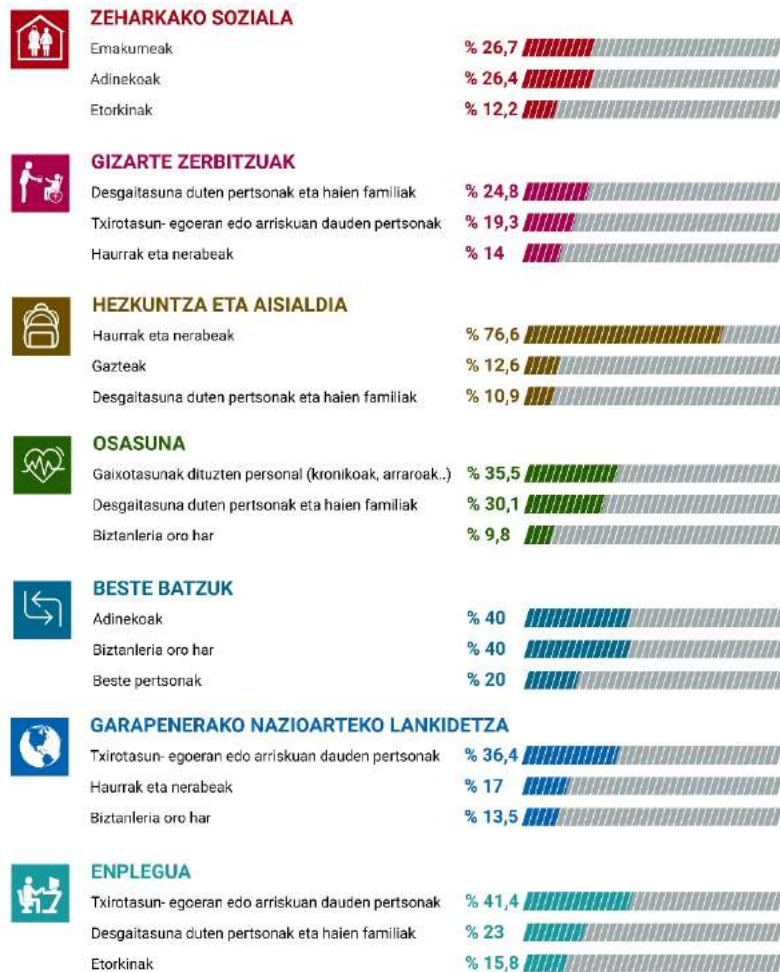 ZEHARKAKO SOZIALA
Emakumeak % 26,7
Adinekoak % 26,4
Etorkinak % 12,2
GIZARTE ZERBITZUAK
Desgaitasuna duten pertsonak eta haien familiak % 24,8
Txirotasun- egoeran edo arriskuan dauden pertsonak % 19,3
Haurrak eta nerabeak % 14
HEZKUNTZA ETA AISIALDIA
Haurrak eta nerabeak % 76,6
Gazteak % 12,6
Desgaitasuna duten pertsonak eta haien familiak % 10,9
OSASUNA
Gaixotasunak dituzten personal (kronikoak, arraroak..) % 35,5
Desgaitasuna duten pertsonak eta haien familiak % 30,1
Biztanleria oro har % 9,8
BESTE BATZUK
Adinekoak % 40
Biztanleria oro har % 40
Beste pertsonak % 20
GARAPENERAKO NAZIOARTEKO LANKIDETZA
Txirotasun- egoeran edo arriskuan dauden pertsonak % 36,4
Haurrak eta nerabeak % 17
Biztanleria oro har % 13,5
ENPLEGUA
Txirotasun- egoeran edo arriskuan dauden pertsonak % 41,4
Desgaitasuna duten pertsonak eta haien familiak % 23
Etorkinak % 15,8